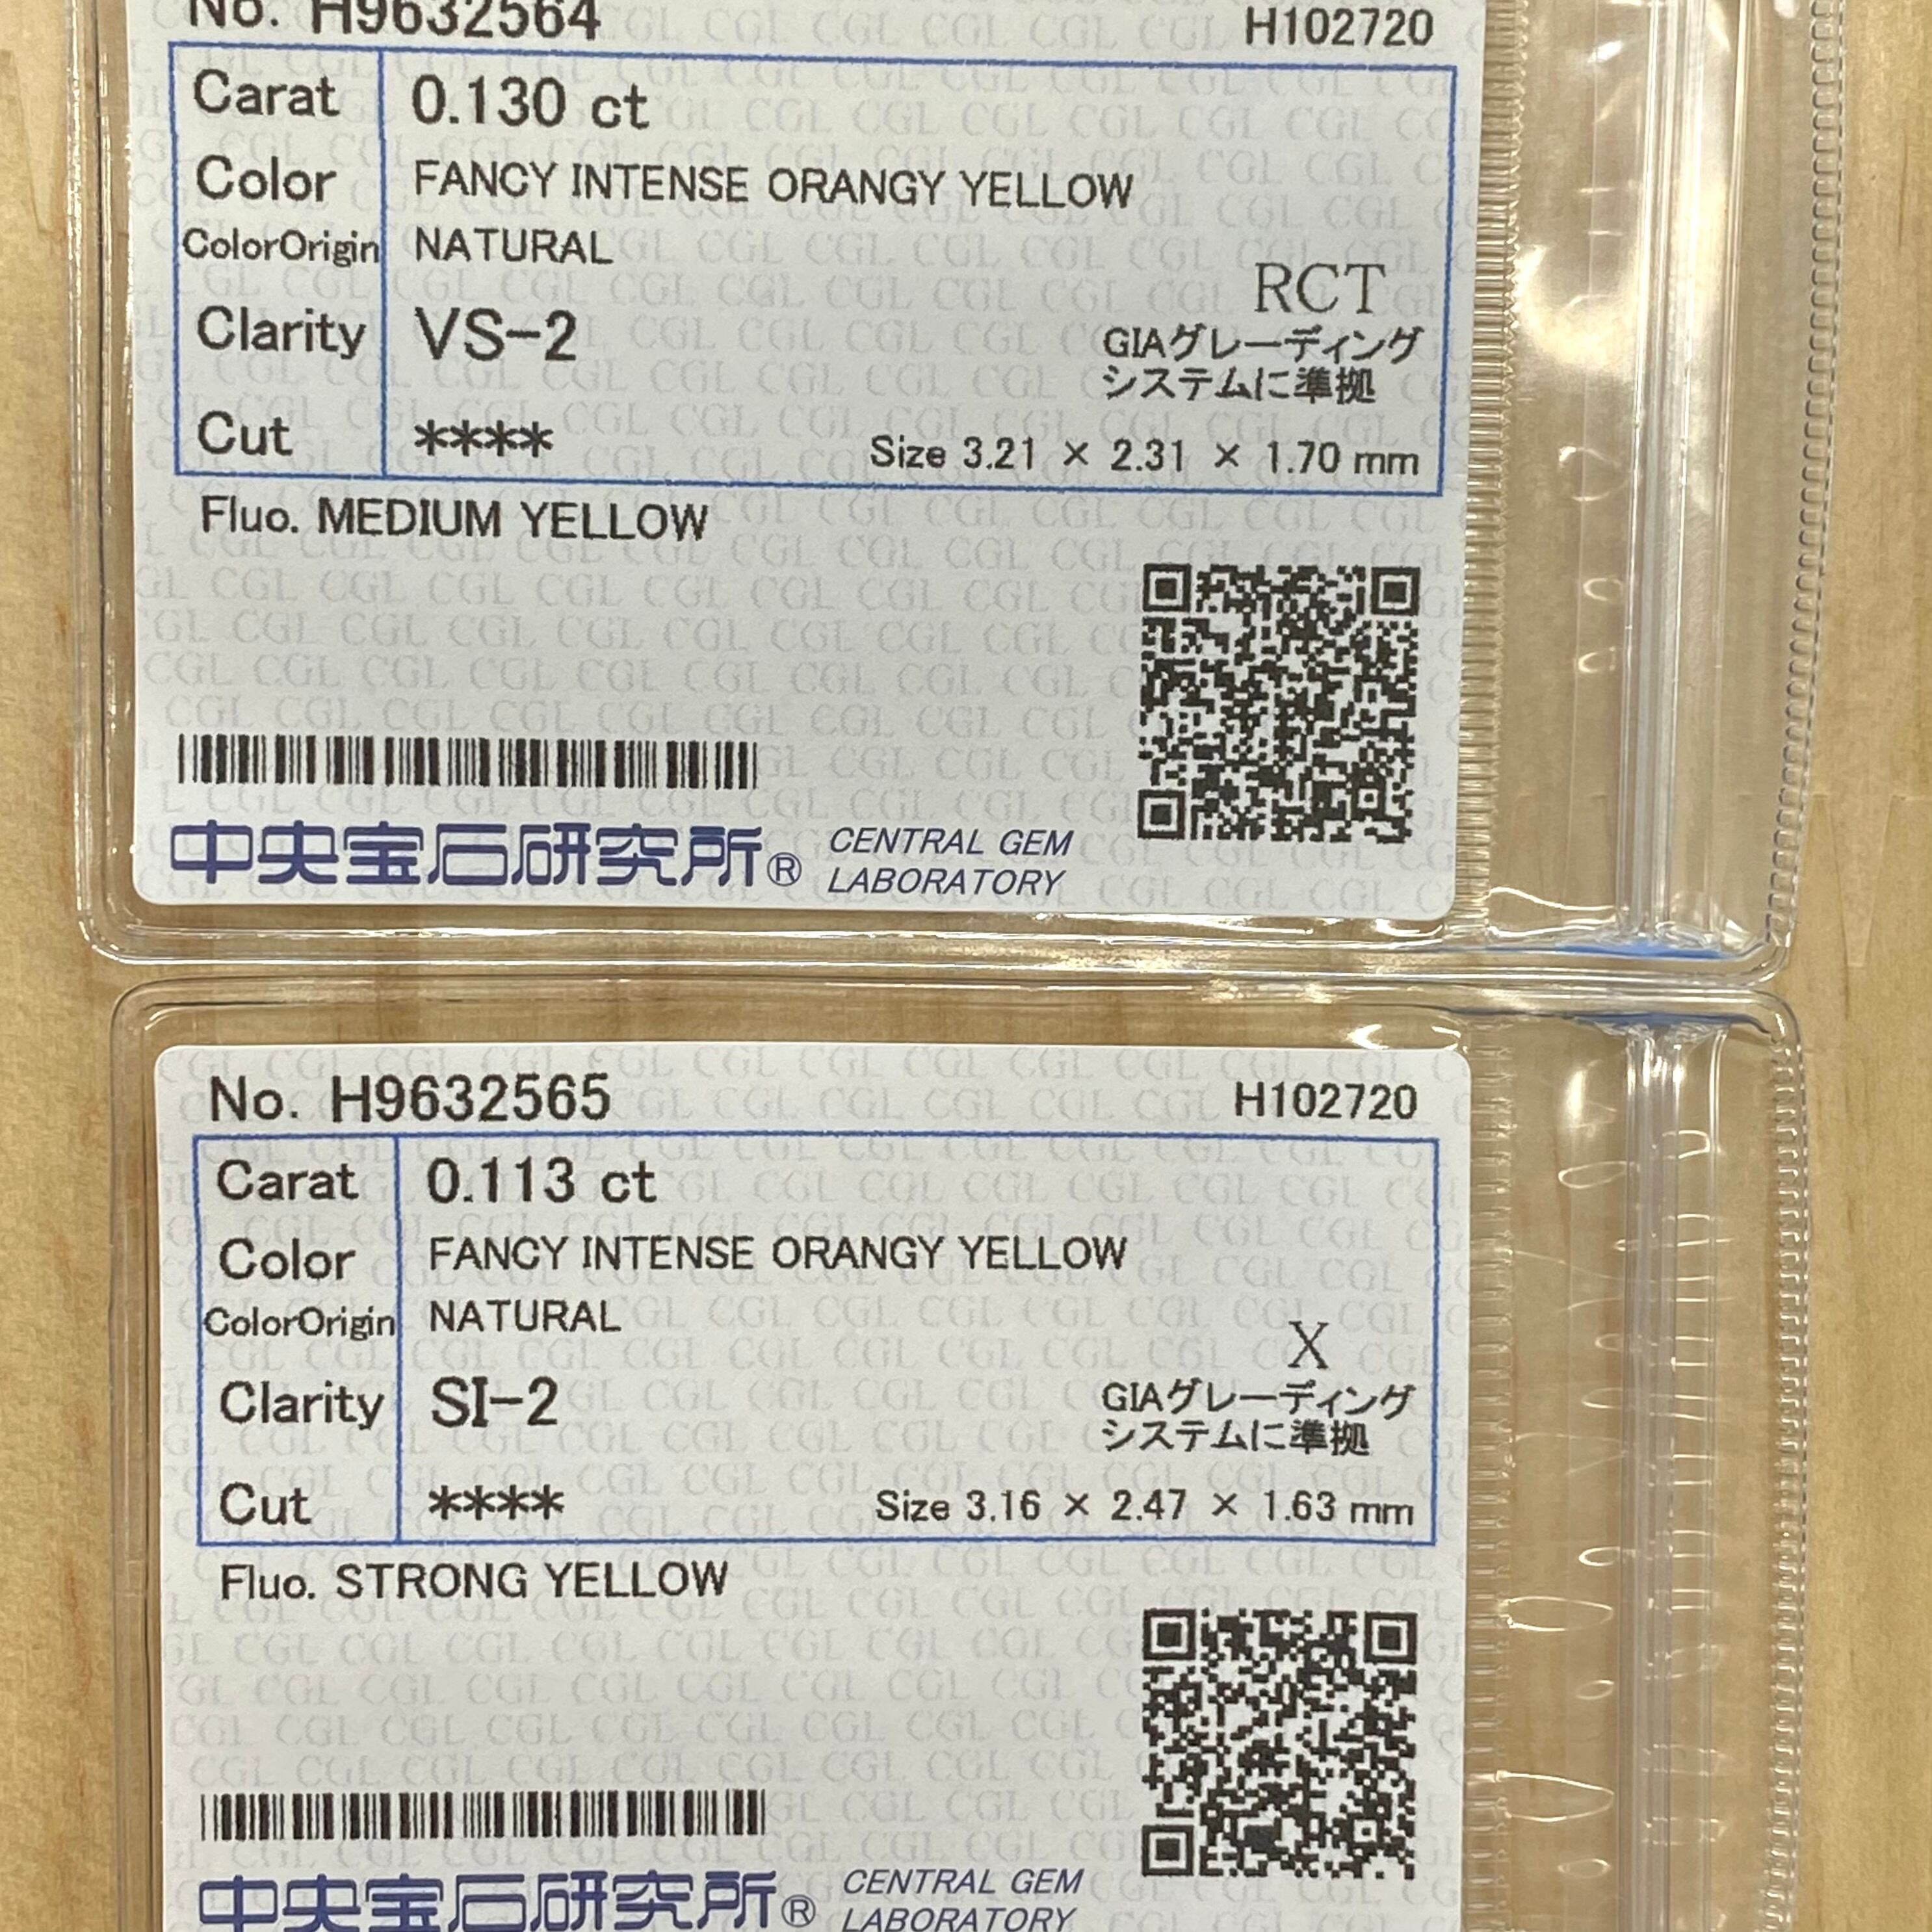 No. H9632564 H102720
Carat 0.130 ct
Color FANCY INTENSE ORANGY YELLOW
ColorOrigin NATURAL
RCT
Clarity VS-2
GIAグレーディング
システムに準拠
Cut **** Size 3.21 × 2.31 × 1.70 mm
Fluo. MEDIUM YELLOW
中央宝石研究所® CENTRAL GEM
LABORATORY
No. H9632565 H102720
Carat 0.113 ct
Color FANCY INTENSE ORANGY YELLOW
ColorOrigin NATURAL
X
Clarity SI-2
GIAグレーディング
システムに準拠
Cut **** Size 3.16 × 2.47 × 1.63 mm
Fluo. STRONG YELLOW
中央宝石研究所® CENTRAL GEM
LABORATORY